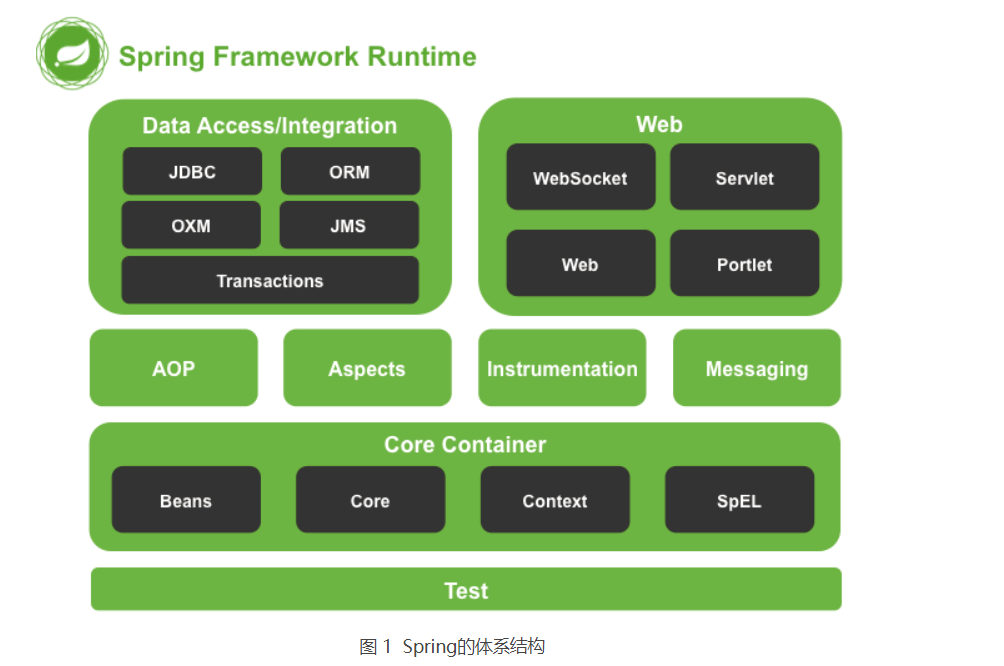 Spring Framework Runtime
Data Access/Integration
JDBC
ORM
OXM
JMS
Transactions
Web
WebSocket
Servlet
Web
Portlet
AOP
Aspects
Instrumentation
Messaging
Core Container
Beans
Core
Context
SpEL
Test
图 1 Spring的体系结构